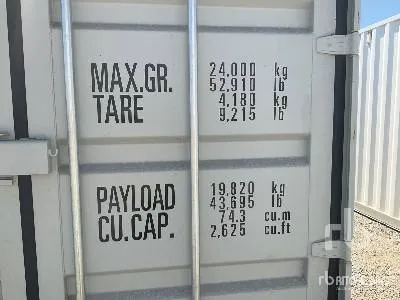 MAX.GR. 24,000 kg
52,910 lb
TARE 4,180 kg
9,215 lb
PAYLOAD 19,820 kg
43,695 lb
CU.CAP. 74.3 cu.m
2,625 cu.ft
rb